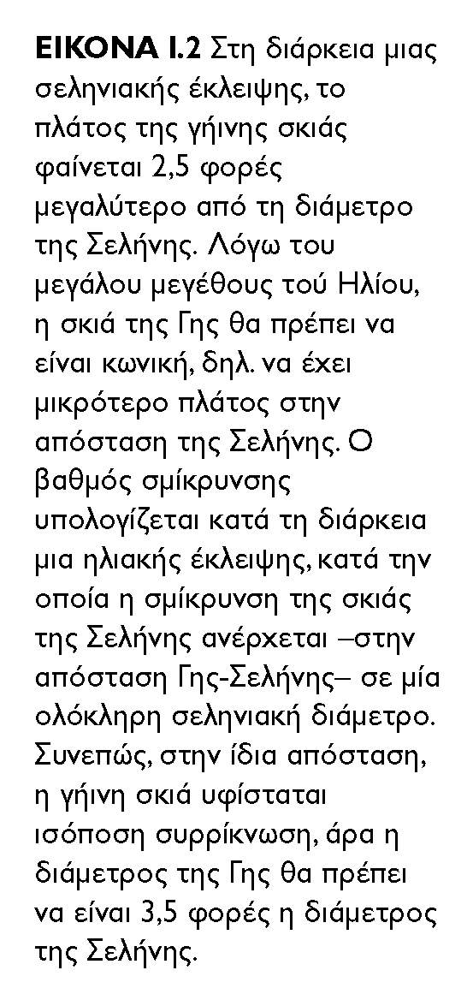 ΕΙΚΟΝΑ Ι.2 Στη διάρκεια μιας
σεληνιακής έκλειψης, το
πλάτος της γήινης σκιάς
φαίνεται 2,5 φορές
μεγαλύτερο από τη διάμετρο
της Σελήνης. Λόγω του
μεγάλου μεγέθους τού Ηλίου,
η σκιά της Γης θα πρέπει να
είναι κωνική, δηλ. να έχει
μικρότερο πλάτος στην
απόσταση της Σελήνης. Ο
βαθμός σμίκρυνσης
υπολογίζεται κατά τη διάρκεια
μια ηλιακής έκλειψης, κατά την
οποία η σμίκρυνση της σκιάς
της Σελήνης ανέρχεται –στην
απόσταση Γης-Σελήνης– σε μία
ολόκληρη σεληνιακή διάμετρο.
Συνεπώς, στην ίδια απόσταση,
η γήινη σκιά υφίσταται
ισόποση συρρίκνωση, άρα η
διάμετρος της Γης θα πρέπει
να είναι 3,5 φορές η διάμετρος
της Σελήνης.